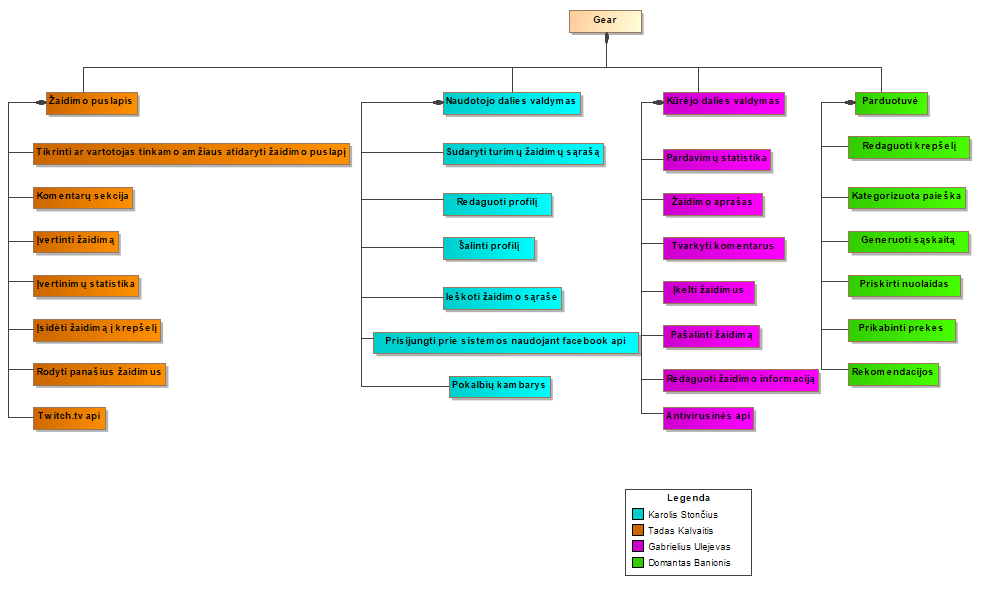 Gear
Žaidimo puslapis
Tikrinti ar vartotojas tinkamo amžiaus atidaryti žaidimo puslapį
Komentarų sekcija
Įvertinti žaidimą
Įvertinimų statistika
Įsidėti žaidimą į krepšelį
Rodyti panašius žaidimus
Twitch.tv api
Naudotojo dalies valdymas
Sudaryti turimų žaidimų sąrašą
Redaguoti profilį
Šalinti profilį
Ieškoti žaidimo sąraše
Prisijungti prie sistemos naudojant facebook api
Pokalbių kambarys
Kūrėjo dalies valdymas
Pardavimų statistika
Žaidimo aprašas
Tvarkyti komentarus
Įkelti žaidimus
Pašalinti žaidimą
Redaguoti žaidimo informaciją
Antivirusinės api
Parduotuvė
Redaguoti krepšelį
Kategorizuota paieška
Generuoti sąskaitą
Priskirti nuolaidas
Prikabinti prekes
Rekomendacijos
Legenda
Karolis Stončius
Tadas Kalvaitis
Gabrielius Ulejevas
Domantas Banionis